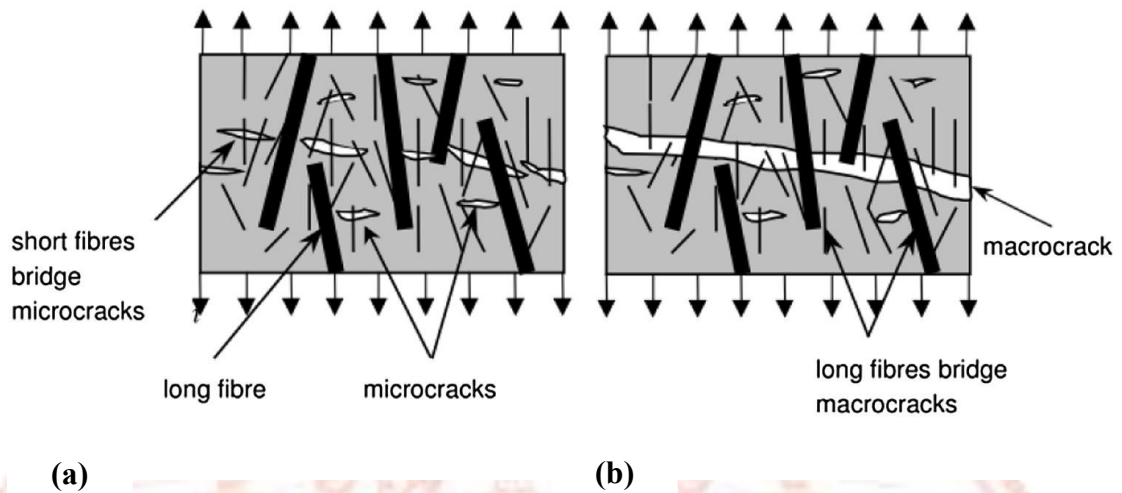 short fibres
bridge
microcracks
long fibre
microcracks
(a)
macrocrack
long fibres bridge
macrocracks
(b)